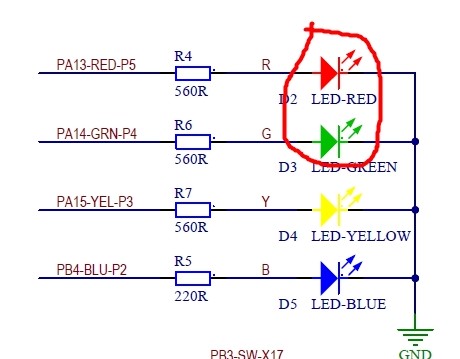 R4
PA13-RED-P5 R
560R D2 LED-RED
R6
PA14-GRN-P4 G
560R
D3 LED-GREEN
R7
PA15-YEL-P3 Y
560R
D4 LED-YELLOW
R5
PB4-BLU-P2 B
220R D5 LED-BLUE
GND
PB3-SW-X17